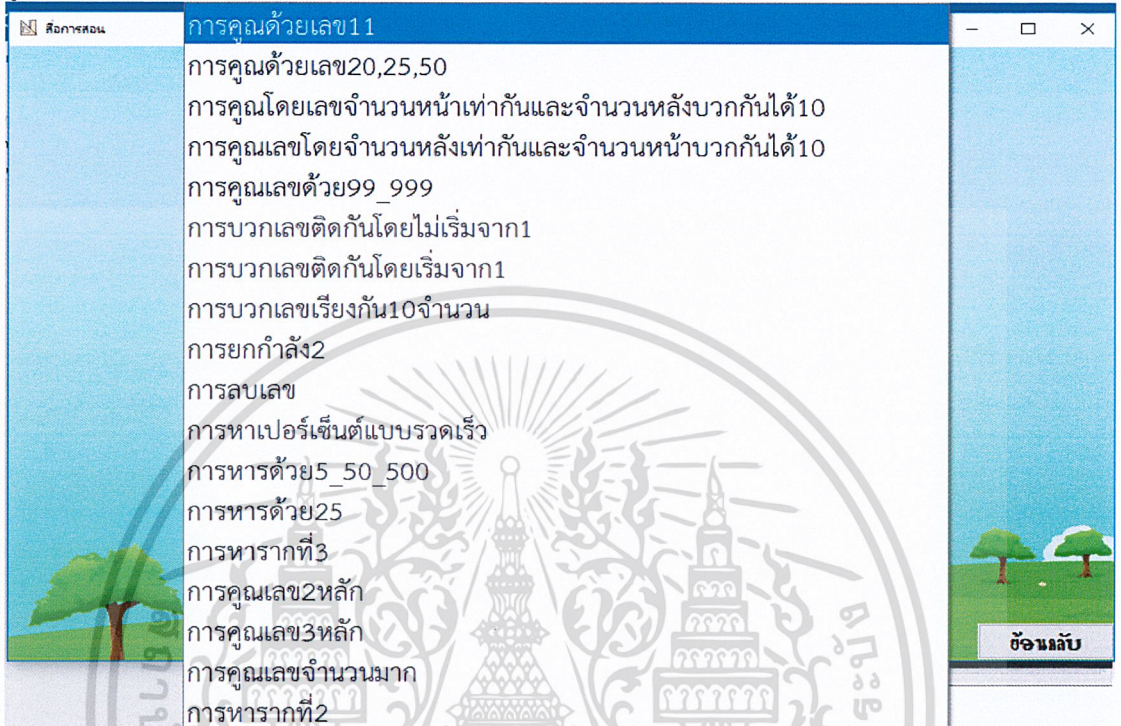 สื่อการสอน
การคูณด้วยเลข11
การคูณด้วยเลข20,25,50
การคูณโดยเลขจำนวนหน้าเท่ากันและจำนวนหลังบวกกันได้10
การคูณเลขโดยจำนวนหลังเท่ากันและจำนวนหน้าบวกกันได้10
การคูณเลขด้วย99_999
การบวกเลขติดกันโดยไม่เริ่มจาก1
การบวกเลขติดกันโดยเริ่มจาก1
การบวกเลขเรียงกัน10จำนวน
การยกกำลัง2
การลบเลข
การหาเปอร์เซ็นต์แบบรวดเร็ว
การหารด้วย5_50_500
การหารด้วย25
การหารากที่3
การคูณเลข2หลัก
การคูณเลข3หลัก
ย้อนกลับ
การคูณเลขจำนวนมาก
การหารากที่2